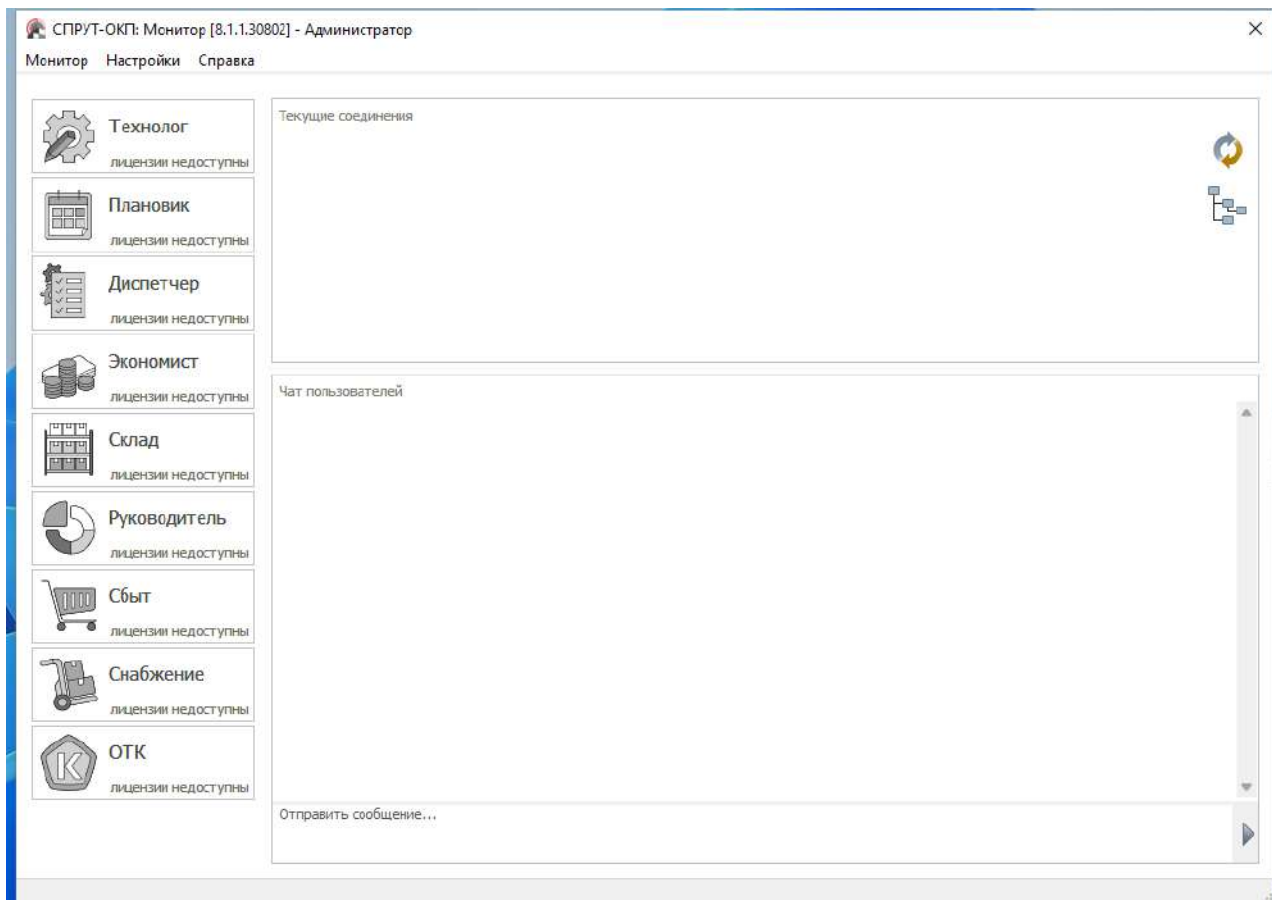 СПРУТ-ОКП: Монитор [8.1.1.30802] - Администратор
Монитор Настройки Справка
Технолог
лицензии недоступны
Плановик
лицензии недоступны
Диспетчер
лицензии недоступны
Экономист
лицензии недоступны
Склад
лицензии недоступны
Руководитель
лицензии недоступны
Сбыт
лицензии недоступны
Снабжение
лицензии недоступны
К
ОТК
лицензии недоступны
Текущие соединения
Чат пользователей
Отправить сообщение...